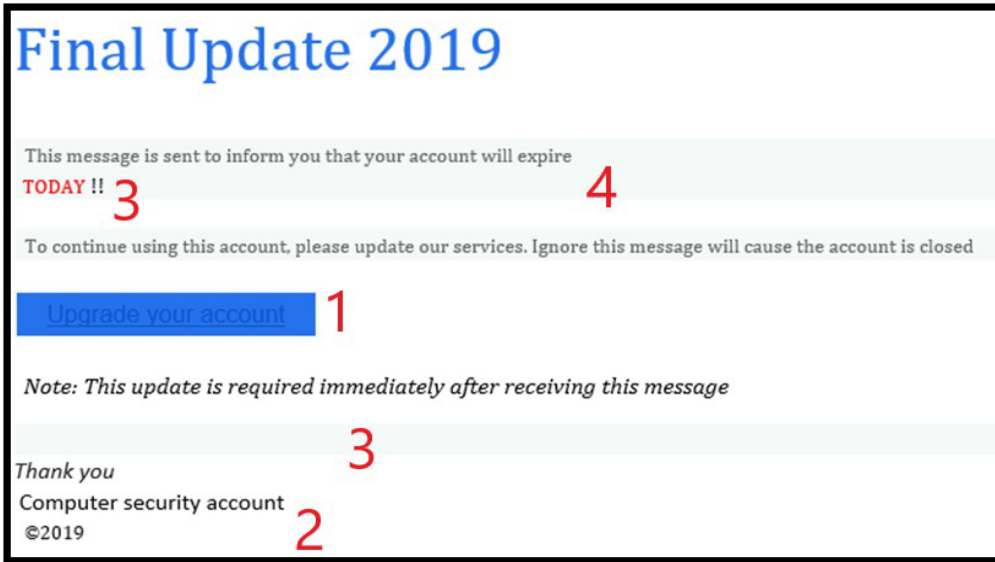 Final Update 2019
This message is sent to inform you that your account will expire
TODAY !!
3
4
To continue using this account, please update our services. Ignore this message will cause the account is closed
Upgrade your account
1
Note: This update is required immediately after receiving this message
3
Thank you
Computer security account
©2019
2